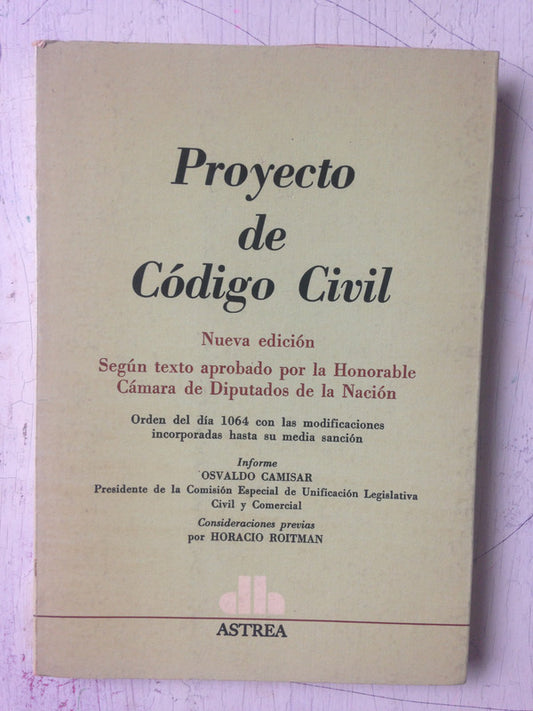 Proyecto
de
Código Civil
Nueva edición
Según texto aprobado por la Honorable
Cámara de Diputados de la Nación
Orden del día 1064 con las modificaciones
incorporadas hasta su media sanción
Informe
OSVALDO CAMISAR
Presidente de la Comisión Especial de Unificación Legislativa
Civil y Comercial
Consideraciones previas
por HORACIO ROITMAN
ASTREA